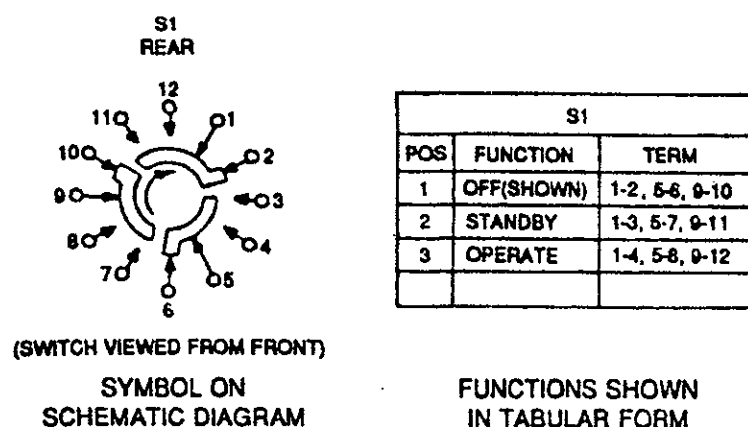 S1
REAR
12
11
1
10
2
9
3
8
4
7
5
6
(SWITCH VIEWED FROM FRONT)
SYMBOL ON
SCHEMATIC DIAGRAM
S1
POS FUNCTION TERM
1 OFF(SHOWN) 1-2, 5-6, 9-10
2 STANDBY 1-3, 5-7, 9-11
3 OPERATE 1-4, 5-8, 9-12
FUNCTIONS SHOWN
IN TABULAR FORM